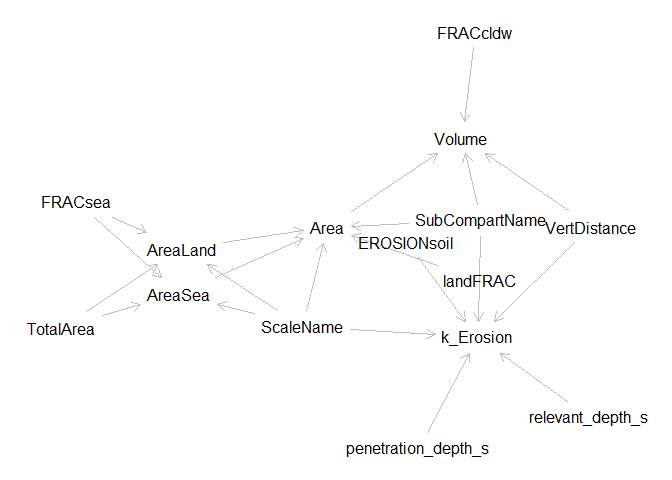 FRACcldw
Volume
FRACsea
SubCompartName
Area
VertDistance
EROSIONsoil
AreaLand
landFRAC
AreaSea
TotalArea
ScaleName
k_Erosion
relevant_depth_s
penetration_depth_s